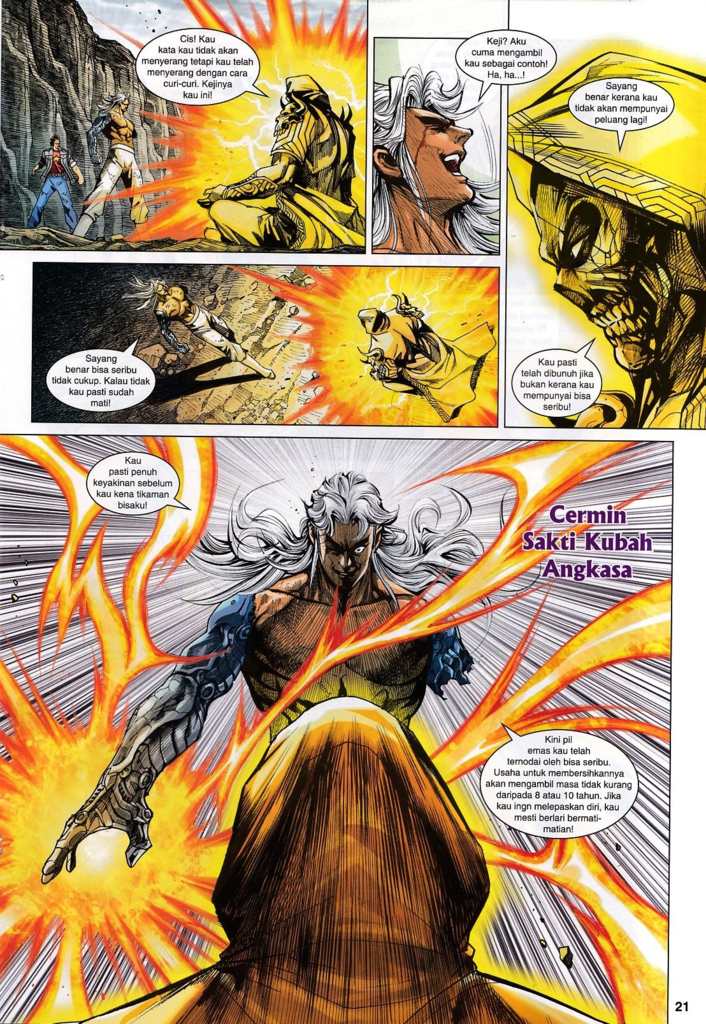 Cis! Kau
kata kau tidak akan
menyerang tetapi kau telah
menyerang dengan cara
curi-curi. Kejinya
kau ini!
Keji? Aku
cuma mengambil
kau sebagai contoh!
Ha, ha...!
Sayang
benar kerana kau
tidak akan mempunyai
peluang lagi!
Kau pasti
telah dibunuh jika
bukan kerana kau
mempunyai bisa
seribu!
Sayang
benar bisa seribu
tidak cukup. Kalau tidak
kau pasti sudah
mati!
Kau
pasti penuh
keyakinan sebelum
kau kena tikaman
bisaku!
Cermin
Sakti Kubah
Angkasa
Kini pil
emas kau telah
ternodai oleh bisa seribu.
Usaha untuk membersihkannya
akan mengambil masa tidak kurang
daripada 8 atau 10 tahun. Jika
kau ingn melepaskan diri, kau
mesti berlari bermati-
matian!
21